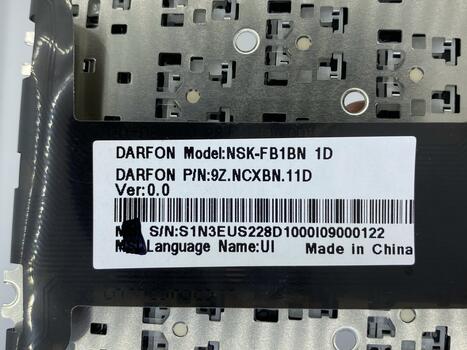 DARFON Model:NSK-FB1BN 1D
DARFON P/N:9Z.NCXBN.11D
Ver:0.0
S/N:S1N3EUS228D1000I09000122
MSI Language Name:UI Made in China